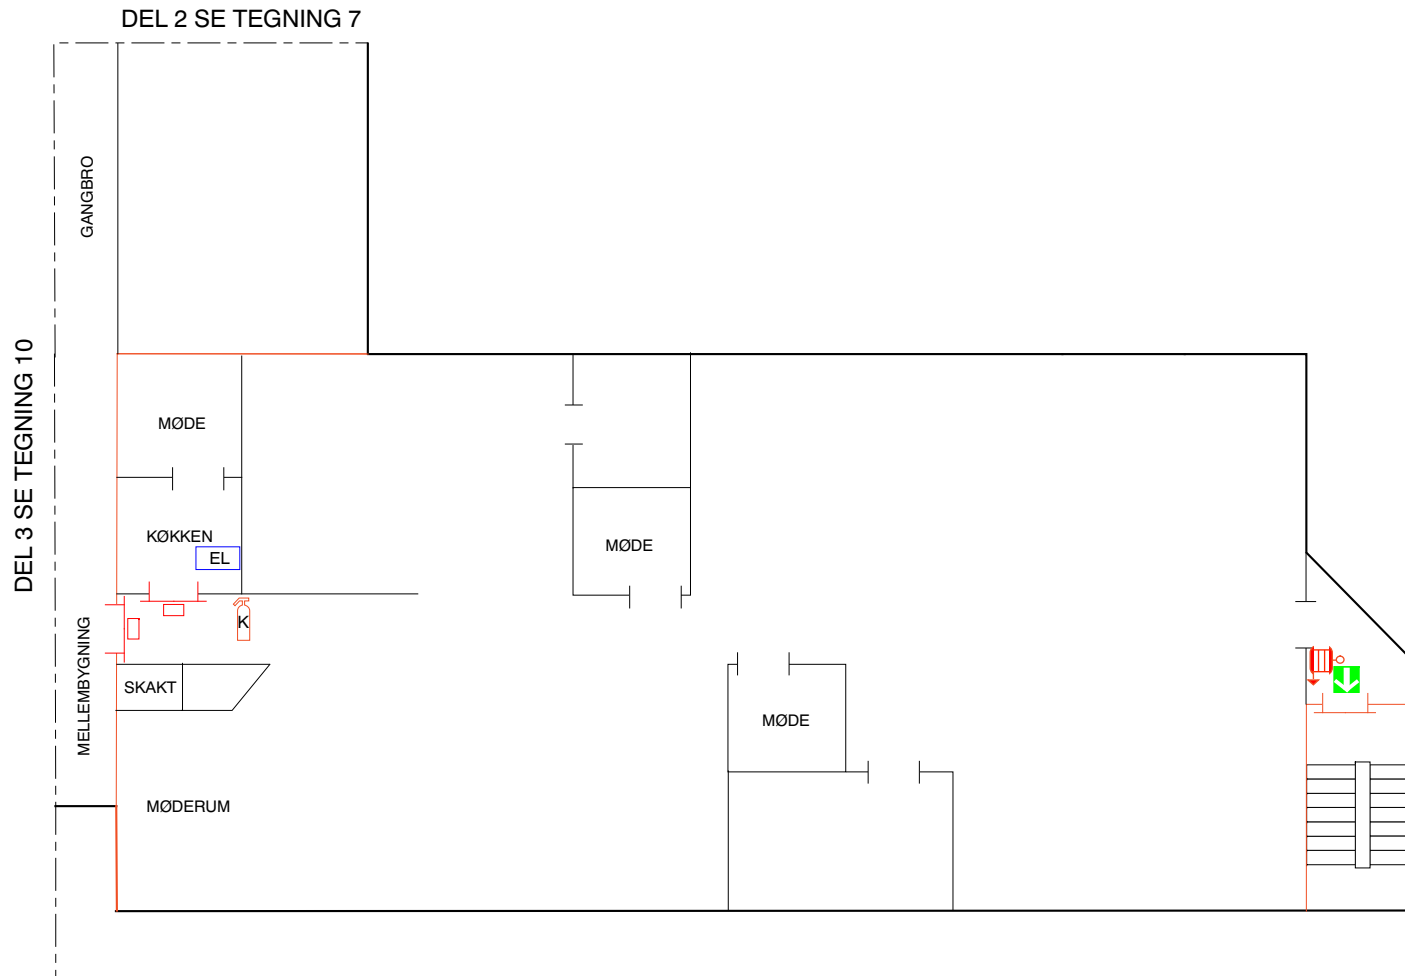 DEL 2 SE TEGNING 7
GANGBRO
DEL 3 SE TEGNING 10
MØDE
KØKKEN
EL
MØDE
K
MELLEMBYGNING
SKAKT
MØDE
MØDERUM